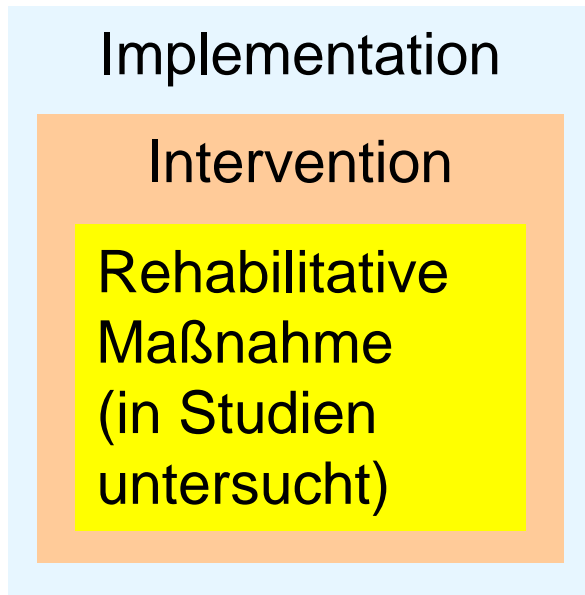 Implementation
Intervention
Rehabilitative
Maßnahme
(in Studien
untersucht)